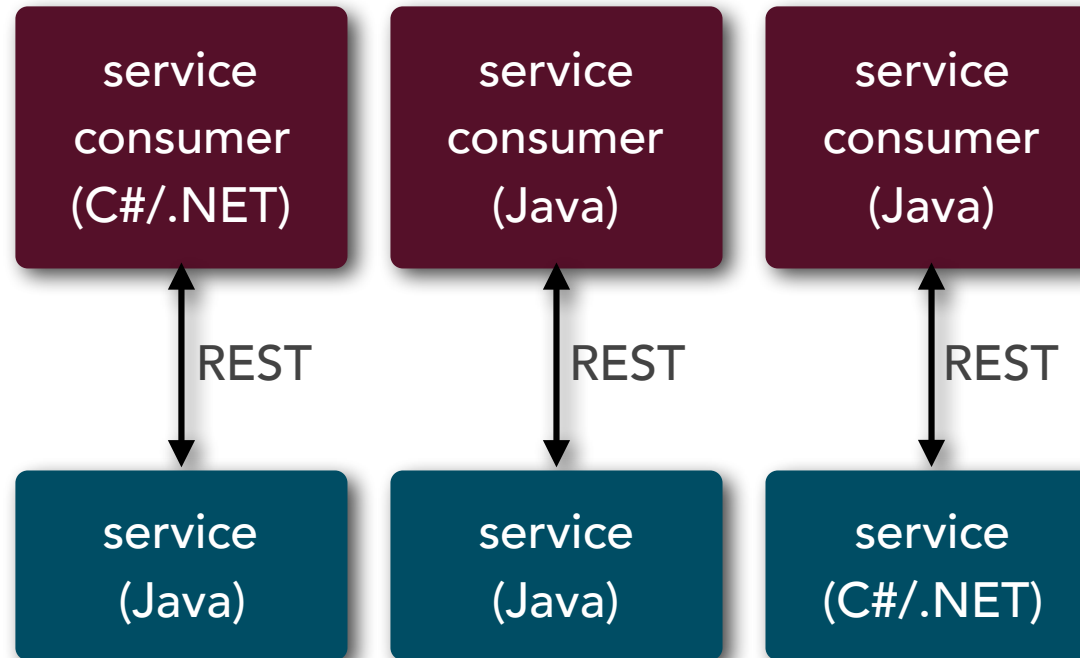 service
consumer
(C#/.NET)
service
consumer
(Java)
service
consumer
(Java)
REST
REST
REST
service
(Java)
service
(Java)
service
(C#/.NET)